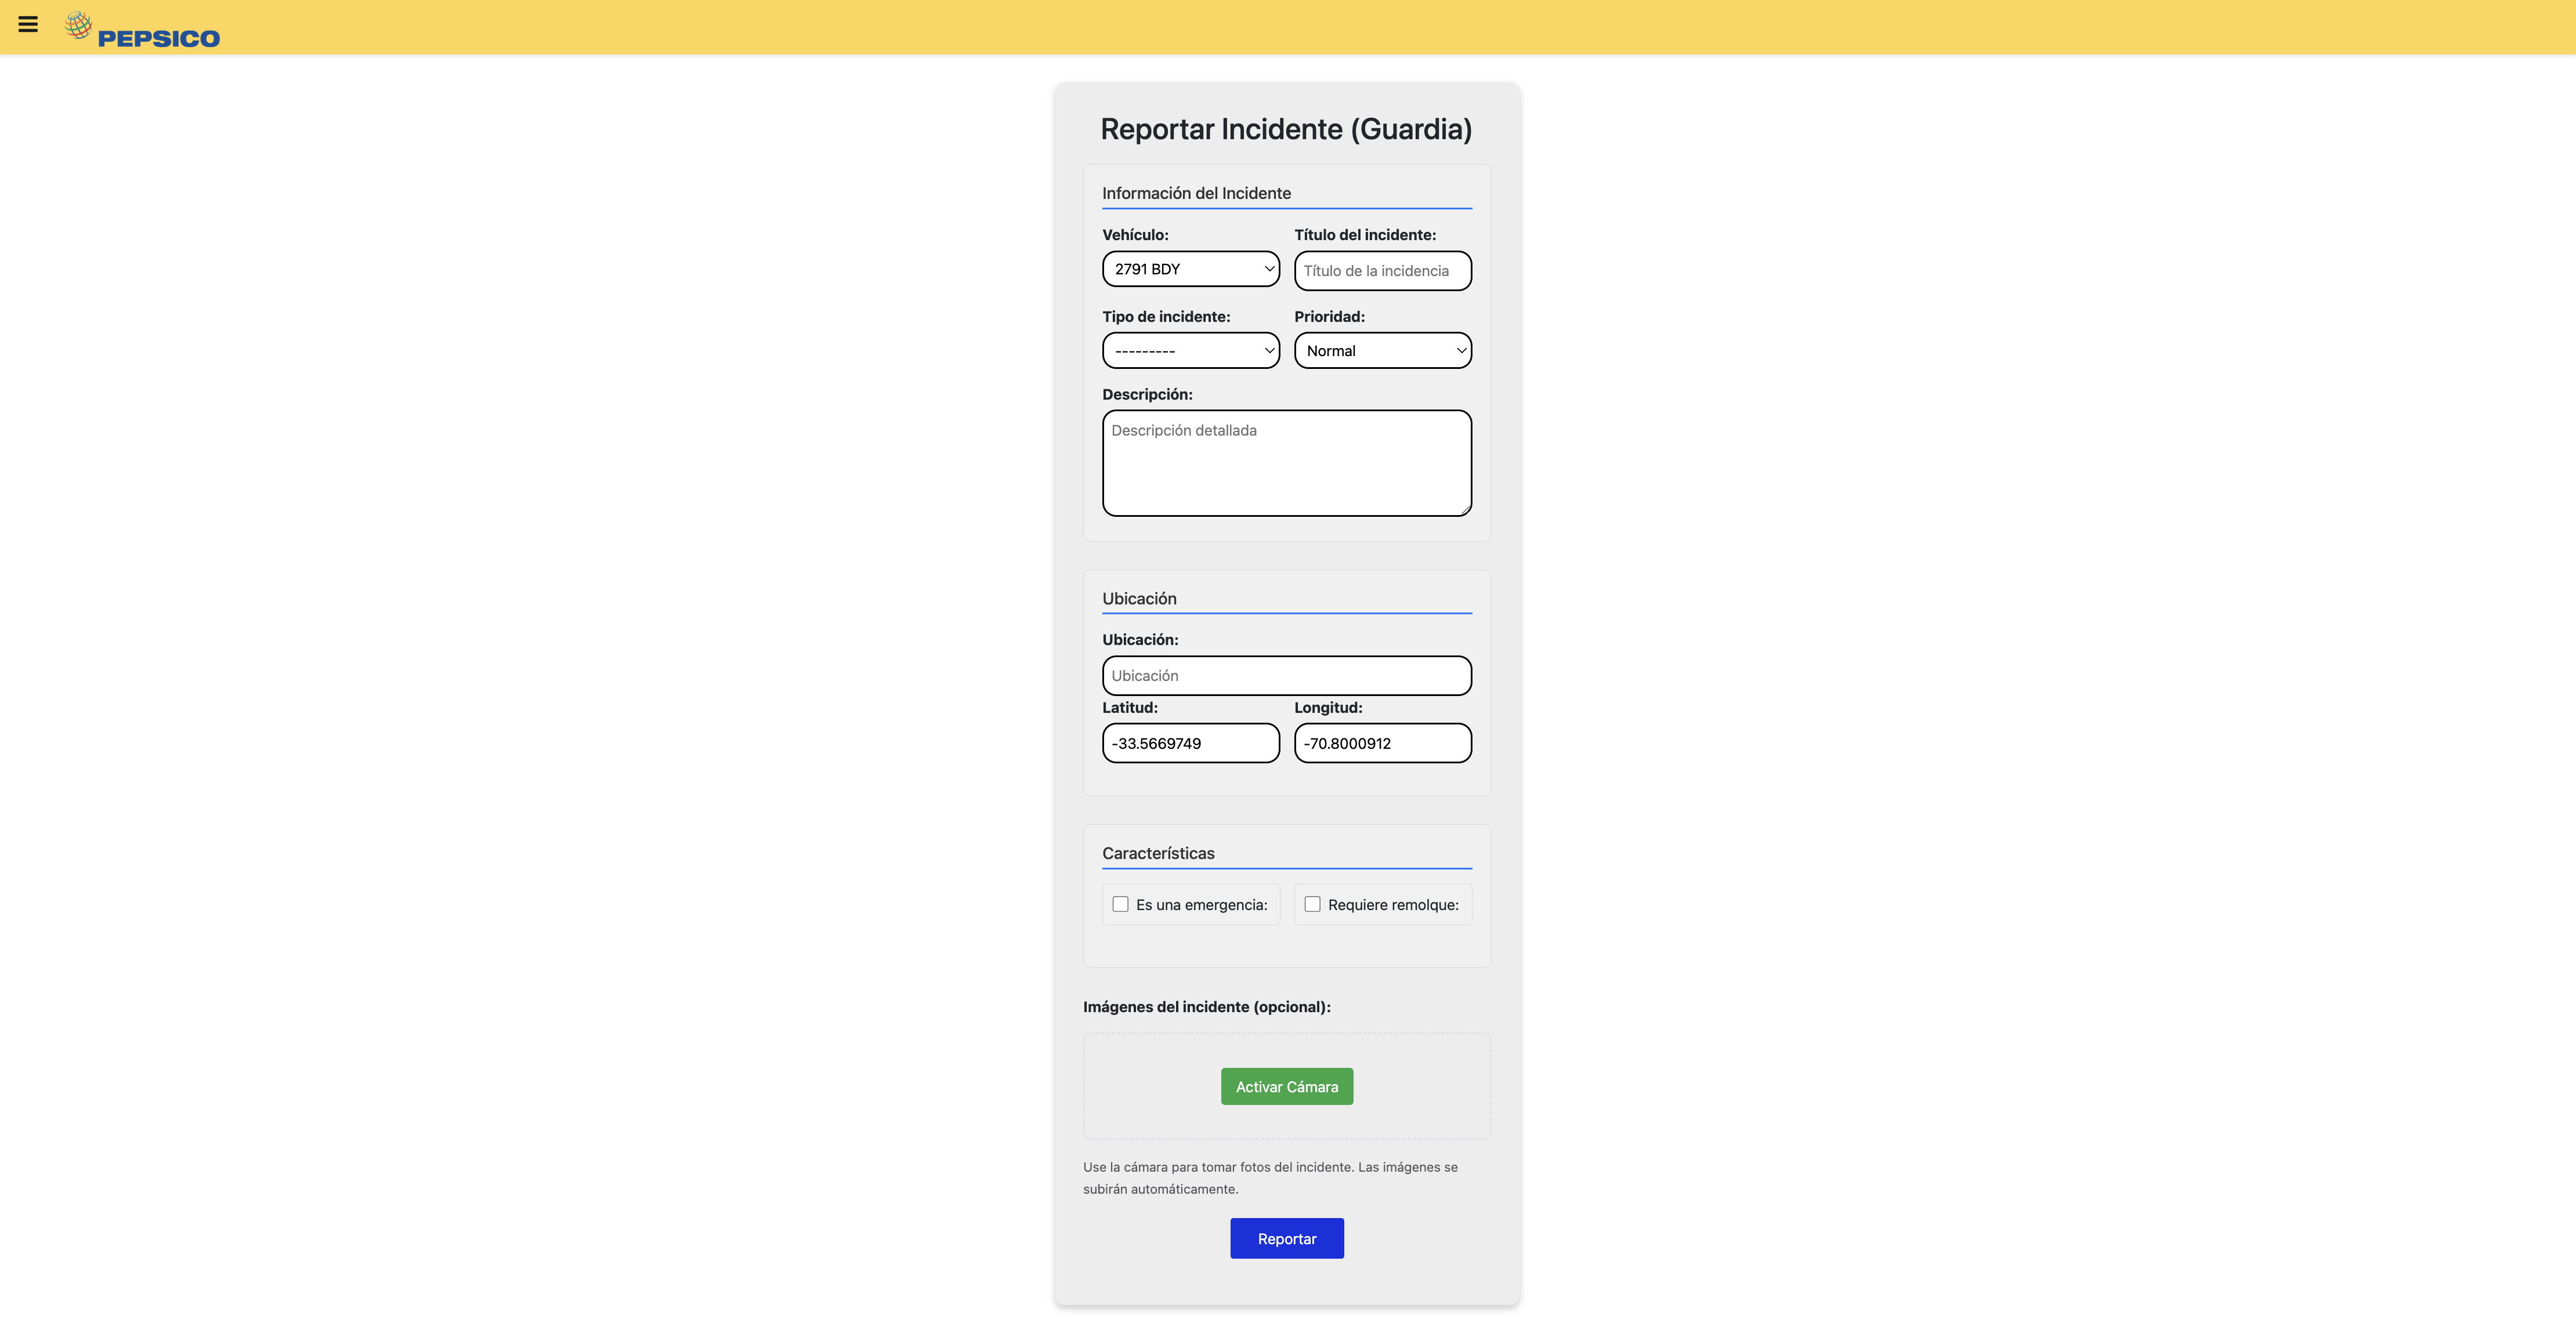 PEPSICO
Reportar Incidente (Guardia)
Información del Incidente
Vehículo:
Título del incidente:
2791 BDY
Título de la incidencia
Tipo de incidente:
Prioridad:
---------
Normal
Descripción:
Descripción detallada
Ubicación
Ubicación:
Ubicación
Latitud:
Longitud:
-33.5669749
-70.8000912
Características
Es una emergencia:
Requiere remolque:
Imágenes del incidente (opcional):
Activar Cámara
Use la cámara para tomar fotos del incidente. Las imágenes se
subirán automáticamente.
Reportar